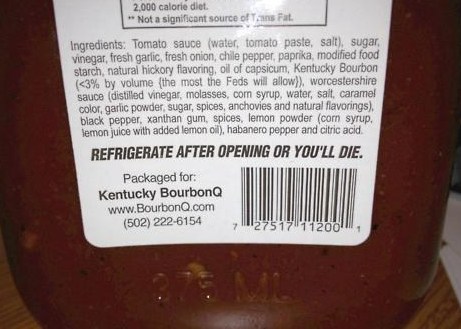 2,000 calorie diet.
** Not a significant source of Trans Fat.
Ingredients: Tomato sauce (water, tomato paste, salt), sugar,
vinegar, fresh garlic, fresh onion, chile pepper, paprika, modified food
starch, natural hickory flavoring, oil of capsicum, Kentucky Bourbon
(<3% by volume {the most the Feds will allow}), worcestershire
sauce (distilled vinegar, molasses, corn syrup, water, salt, caramel
color, garlic powder, sugar, spices, anchovies and natural flavorings),
black pepper, xanthan gum, spices, lemon powder (corn syrup,
lemon juice with added lemon oil), habanero pepper and citric acid.
REFRIGERATE AFTER OPENING OR YOU'LL DIE.
Packaged for:
Kentucky BourbonQ
www.BourbonQ.com
(502) 222-6154
7 27517 11200 1
375 ML